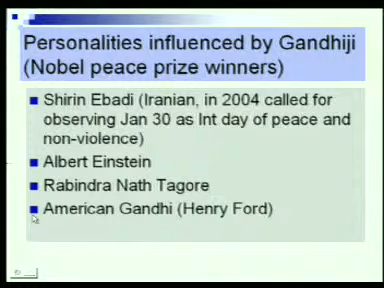 Personalities influenced by Gandhiji
(Nobel peace prize winners)
Shirin Ebadi (Iranian, in 2004 called for
observing Jan 30 as Int day of peace and
non-violence)
Albert Einstein
Rabindra Nath Tagore
American Gandhi (Henry Ford)